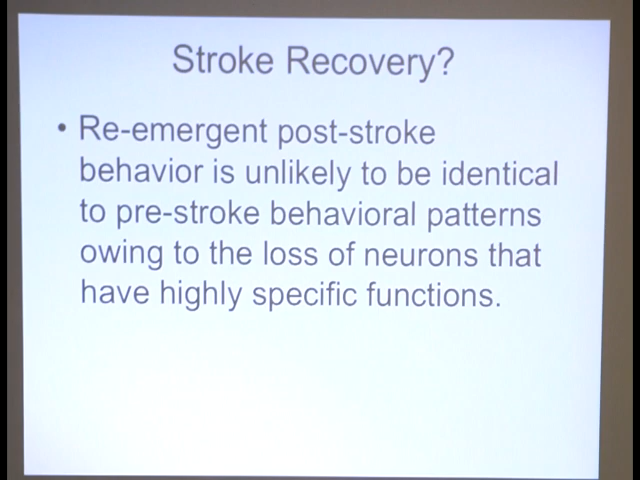 Stroke Recovery?
• Re-emergent post-stroke
behavior is unlikely to be identical
to pre-stroke behavioral patterns
owing to the loss of neurons that
have highly specific functions.